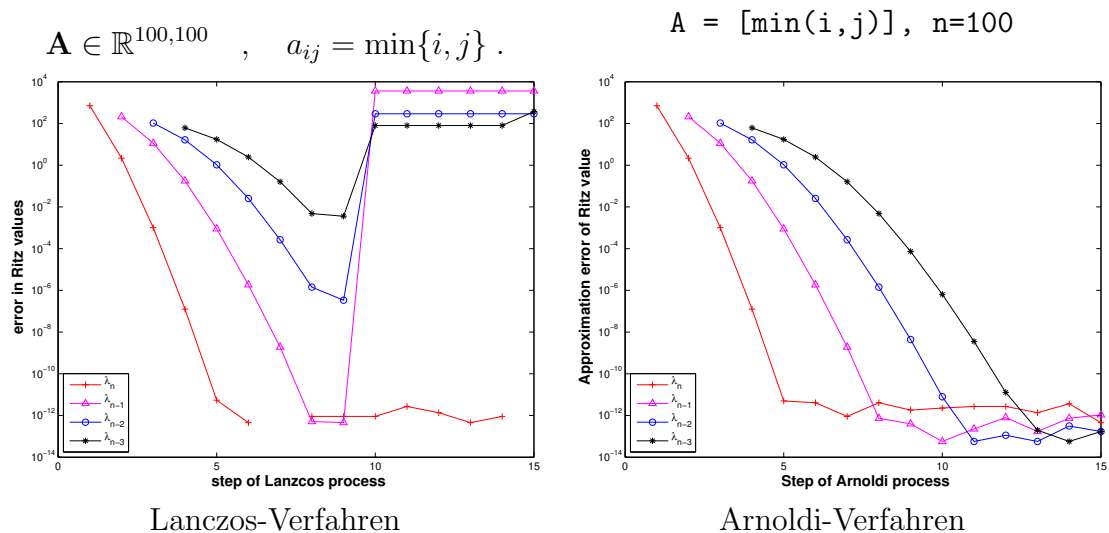 A ∈ ℝ^{100,100} , a_{ij} = min{i, j} .
A = [min(i,j)], n=100
error in Ritz values
10^4
10^2
10^0
10^{-2}
10^{-4}
10^{-6}
10^{-8}
10^{-10}
10^{-12}
10^{-14}
λ_n
λ_{n-1}
λ_{n-2}
λ_{n-3}
0 5 10 15
step of Lanzcos process
Lanczos-Verfahren
Approximation error of Ritz value
10^4
10^2
10^0
10^{-2}
10^{-4}
10^{-6}
10^{-8}
10^{-10}
10^{-12}
10^{-14}
λ_n
λ_{n-1}
λ_{n-2}
λ_{n-3}
0 5 10 15
Step of Arnoldi process
Arnoldi-Verfahren